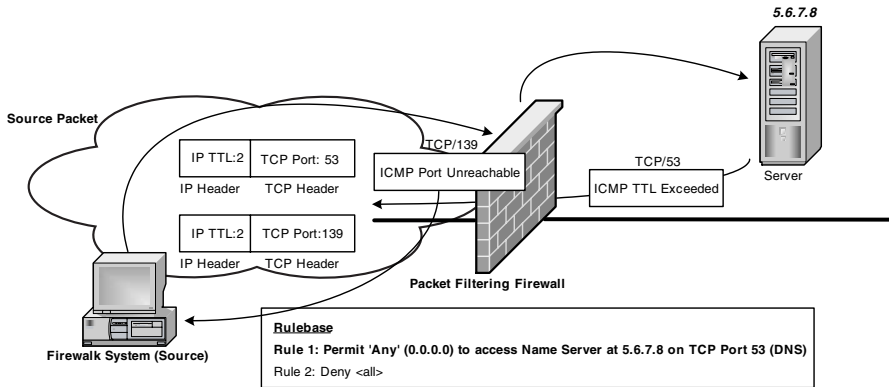 5.6.7.8
Source Packet
TCP/139
IP TTL:2 TCP Port: 53
ICMP Port Unreachable
TCP/53
ICMP TTL Exceeded
Server
IP Header TCP Header
IP TTL:2 TCP Port:139
IP Header TCP Header
Packet Filtering Firewall
Firewalk System (Source)
Rulebase
Rule 1: Permit 'Any' (0.0.0.0) to access Name Server at 5.6.7.8 on TCP Port 53 (DNS)
Rule 2: Deny <all>